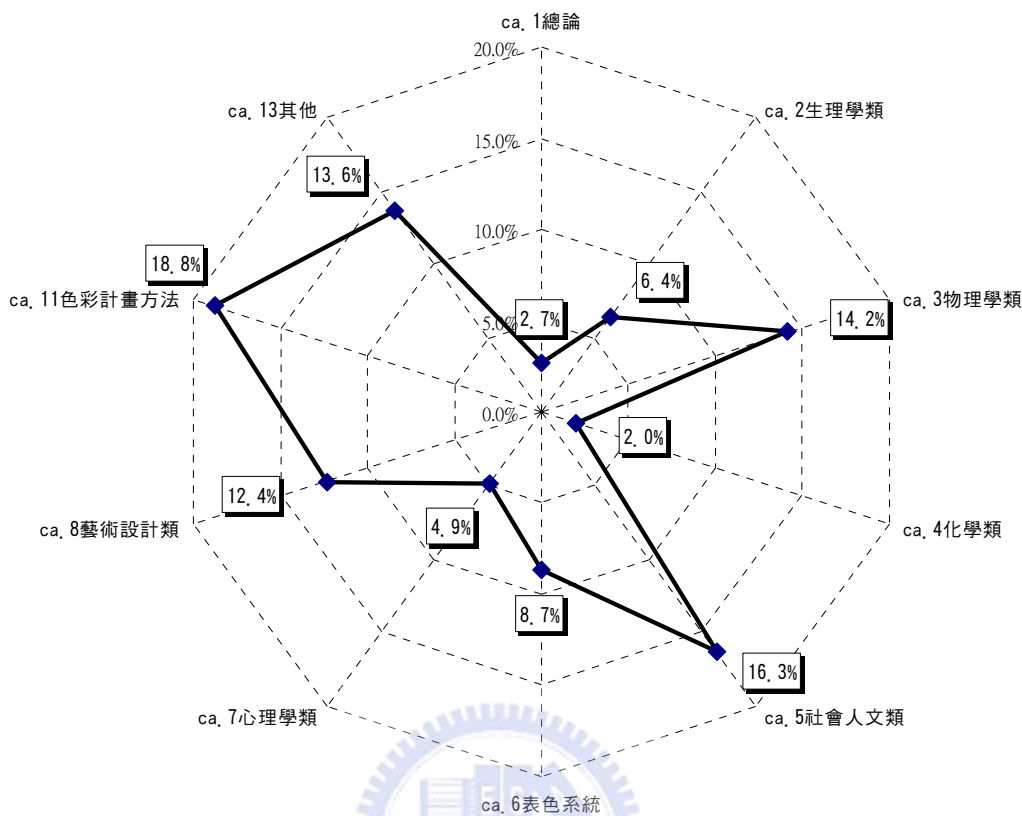 ca. 1總論
20.0%
ca. 13其他
ca. 2生理學類
15.0%
13.6%
10.0%
18.8%
6.4%
ca. 11色彩計畫方法
ca. 3物理學類
2.7%
14.2%
5.0%
0.0%
2.0%
12.4%
4.9%
ca. 8藝術設計類
ca. 4化學類
8.7%
16.3%
ca. 7心理學類
ca. 5社會人文類
ca. 6表色系統